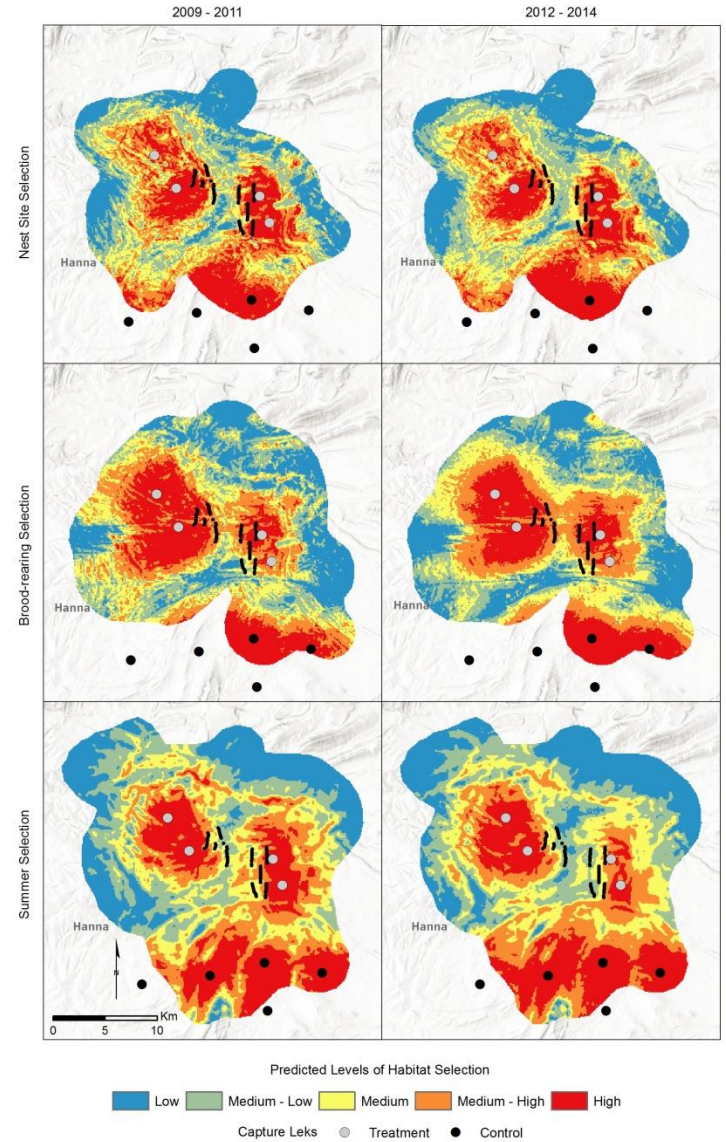 2009 - 2011
2012 - 2014
Nest Site Selection
Hanna
Hanna
Brood-rearing Selection
Hanna
Hanna
Summer Selection
Hanna
Hanna
N
0 5 10 Km
Predicted Levels of Habitat Selection
Low Medium - Low Medium Medium - High High
Capture Leks Treatment Control